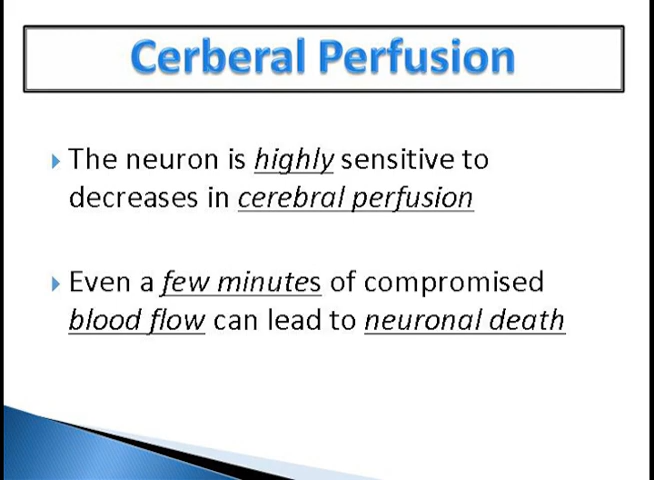 Cerberal Perfusion
The neuron is highly sensitive to
decreases in cerebral perfusion
Even a few minutes of compromised
blood flow can lead to neuronal death